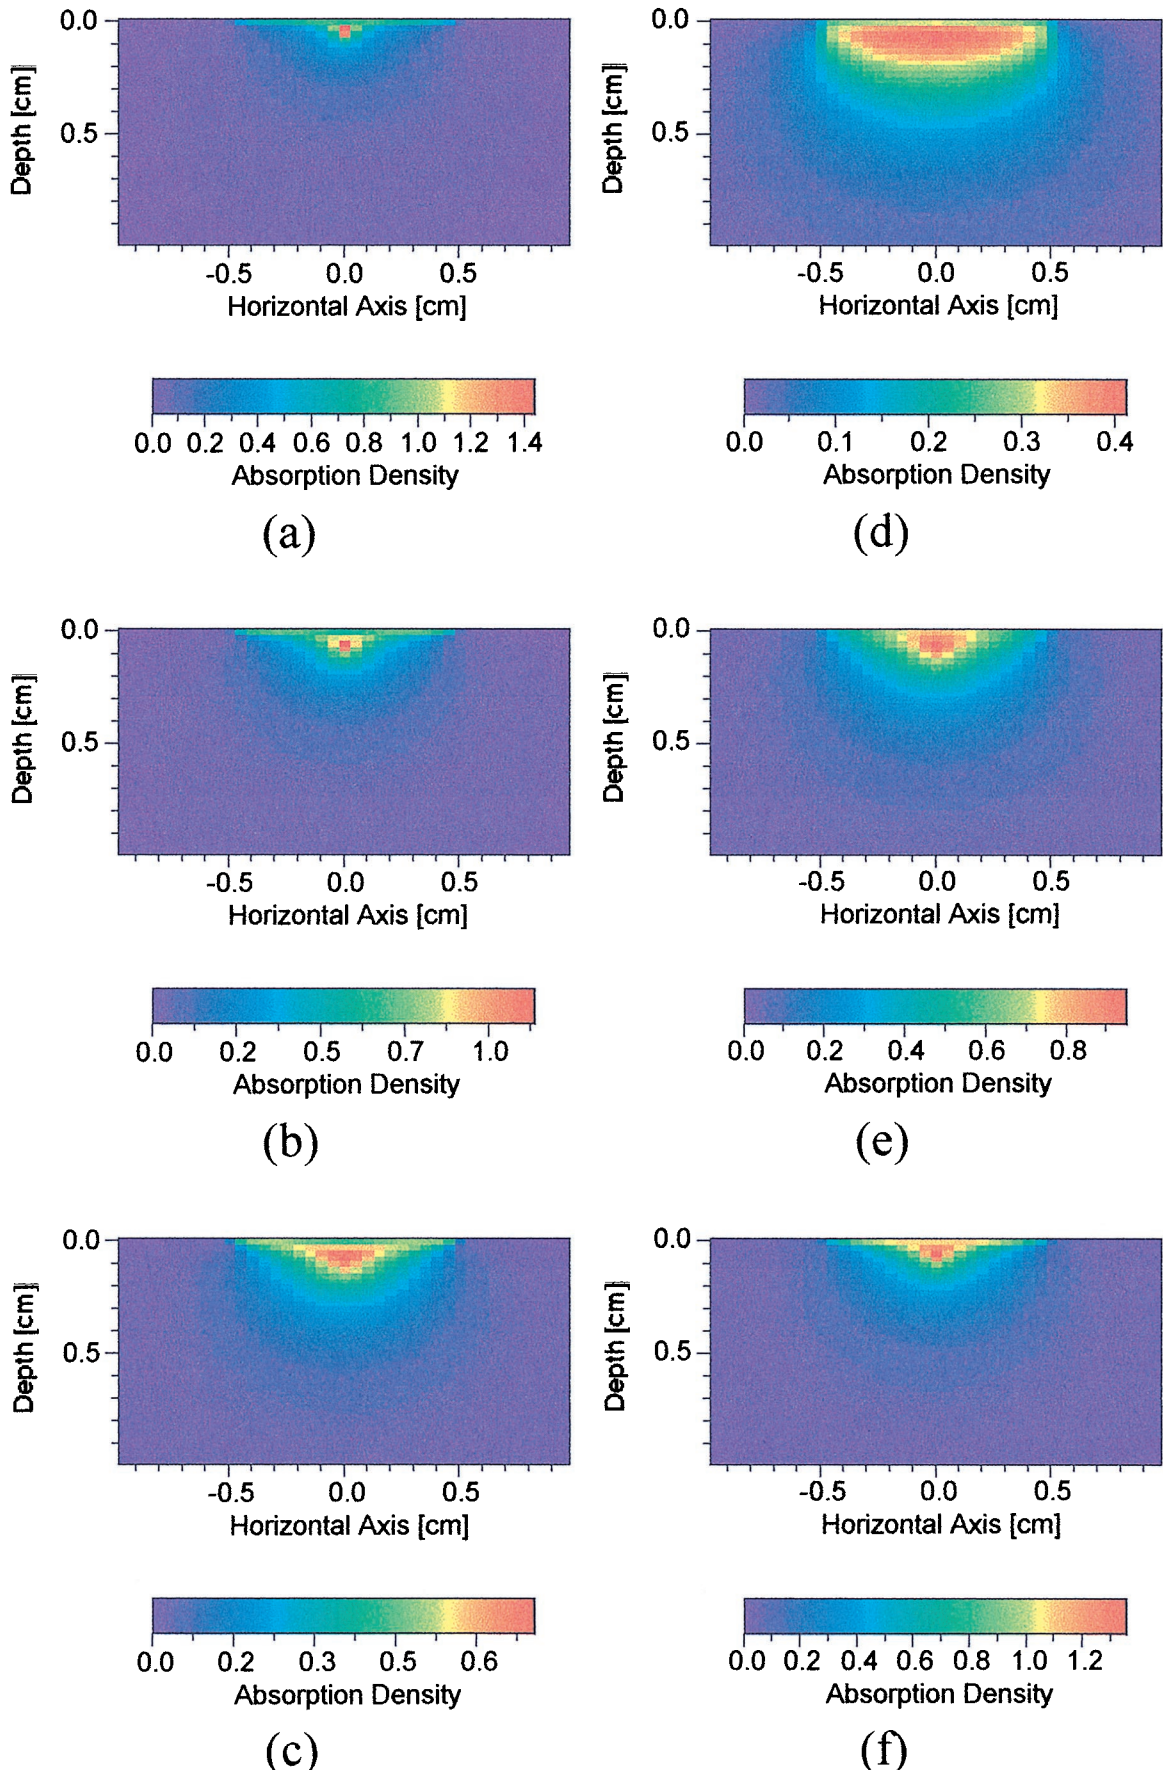 0.0
0.5
Depth [cm]
-0.5 0.0 0.5
Horizontal Axis [cm]
0.0 0.2 0.4 0.6 0.8 1.0 1.2 1.4
Absorption Density
(a)
0.0
0.5
Depth [cm]
-0.5 0.0 0.5
Horizontal Axis [cm]
0.0 0.1 0.2 0.3 0.4
Absorption Density
(d)
0.0
0.5
Depth [cm]
-0.5 0.0 0.5
Horizontal Axis [cm]
0.0 0.2 0.5 0.7 1.0
Absorption Density
(b)
0.0
0.5
Depth [cm]
-0.5 0.0 0.5
Horizontal Axis [cm]
0.0 0.2 0.4 0.6 0.8
Absorption Density
(e)
0.0
0.5
Depth [cm]
-0.5 0.0 0.5
Horizontal Axis [cm]
0.0 0.2 0.3 0.5 0.6
Absorption Density
(c)
0.0
0.5
Depth [cm]
-0.5 0.0 0.5
Horizontal Axis [cm]
0.0 0.2 0.4 0.6 0.8 1.0 1.2
Absorption Density
(f)